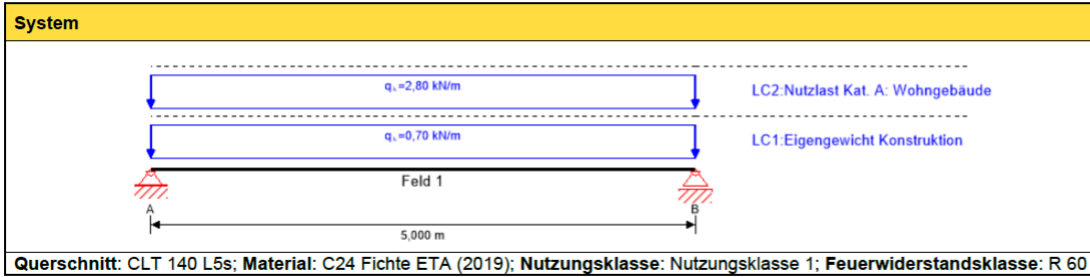 System
qₖ=2,80 kN/m
LC2:Nutzlast Kat. A: Wohngebäude
qₖ=0,70 kN/m
LC1:Eigengewicht Konstruktion
Feld 1
A
B
5,000 m
Querschnitt: CLT 140 L5s; Material: C24 Fichte ETA (2019); Nutzungsklasse: Nutzungsklasse 1; Feuerwiderstandsklasse: R 60